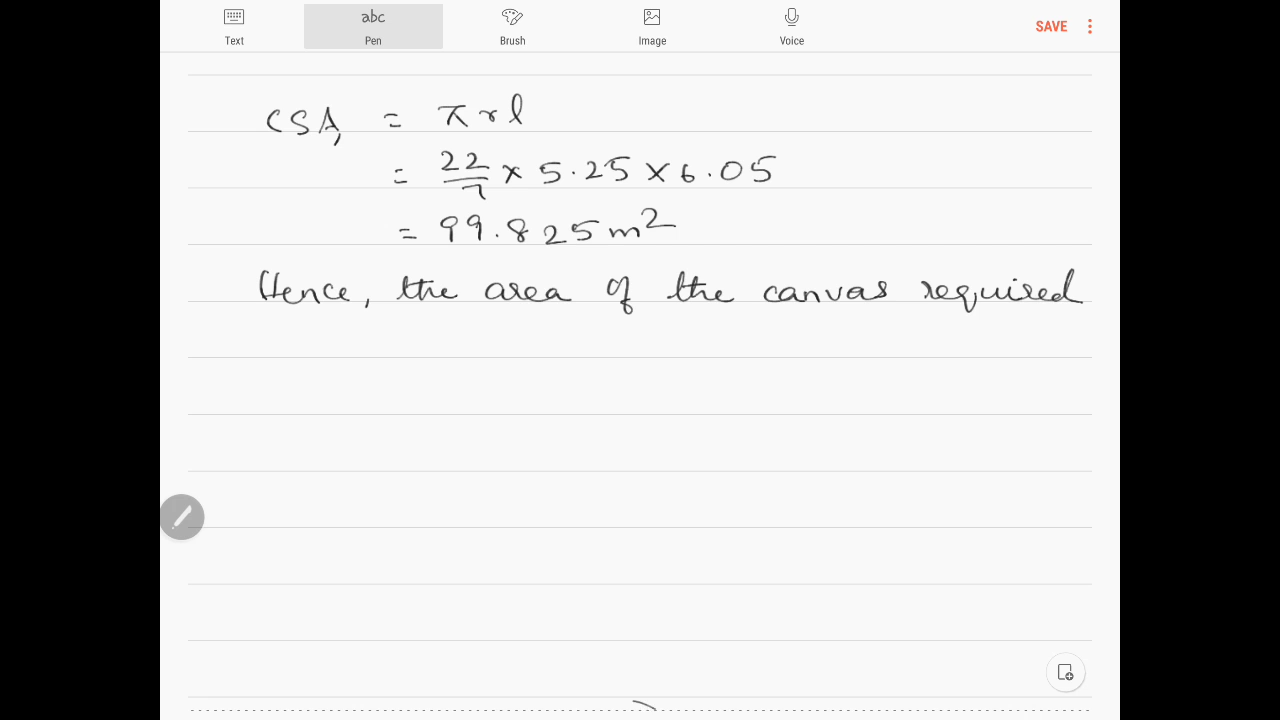 Text
abc
Pen
Brush
Image
Voice
SAVE
CSA, = πrl
= 22/7 × 5.25 × 6.05
= 99.825 m²
Hence, the area of the canvas required